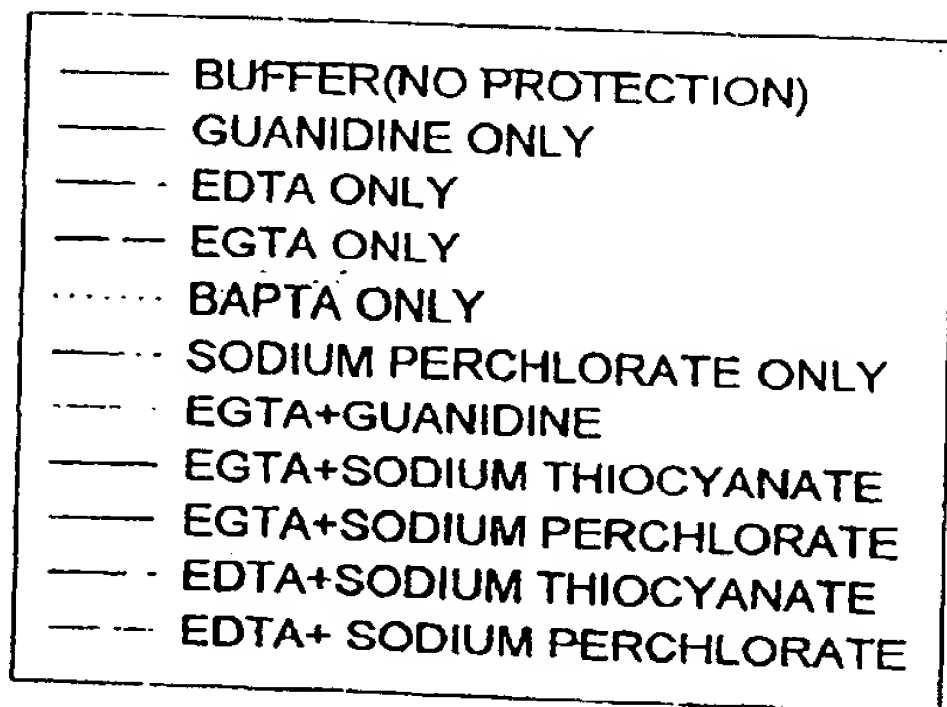 BUFFER(NO PROTECTION)
GUANIDINE ONLY
EDTA ONLY
EGTA ONLY
BAPTA ONLY
SODIUM PERCHLORATE ONLY
EGTA+GUANIDINE
EGTA+SODIUM THIOCYANATE
EGTA+SODIUM PERCHLORATE
EDTA+SODIUM THIOCYANATE
EDTA+ SODIUM PERCHLORATE